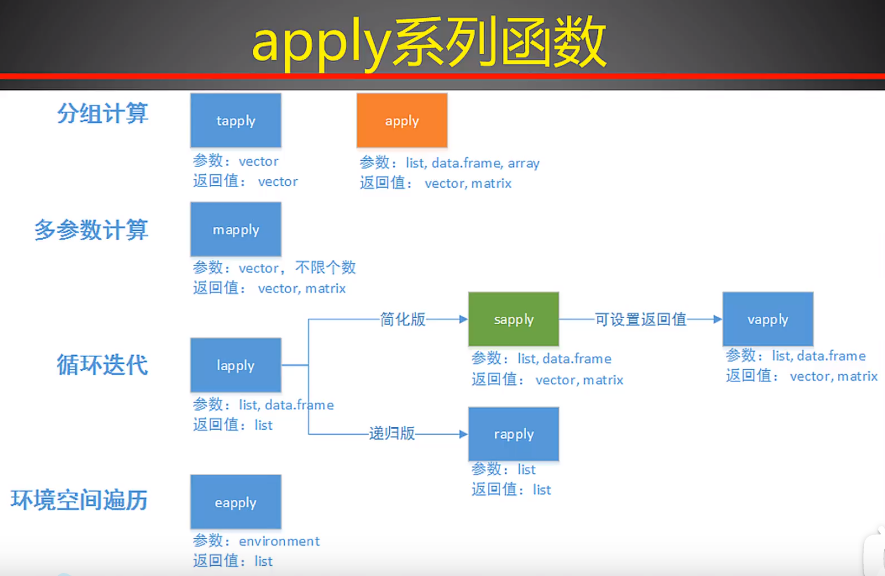 apply系列函数
分组计算
tapply
参数：vector
返回值： vector
apply
参数：list, data.frame, array
返回值： vector, matrix
多参数计算
mapply
参数：vector，不限个数
返回值： vector, matrix
循环迭代
lapply
参数：list, data.frame
返回值：list
简化版
sapply
参数：list, data.frame
返回值： vector, matrix
可设置返回值
vapply
参数：list, data.frame
返回值： vector, matrix
递归版
rapply
参数：list
返回值：list
环境空间遍历
eapply
参数：environment
返回值：list